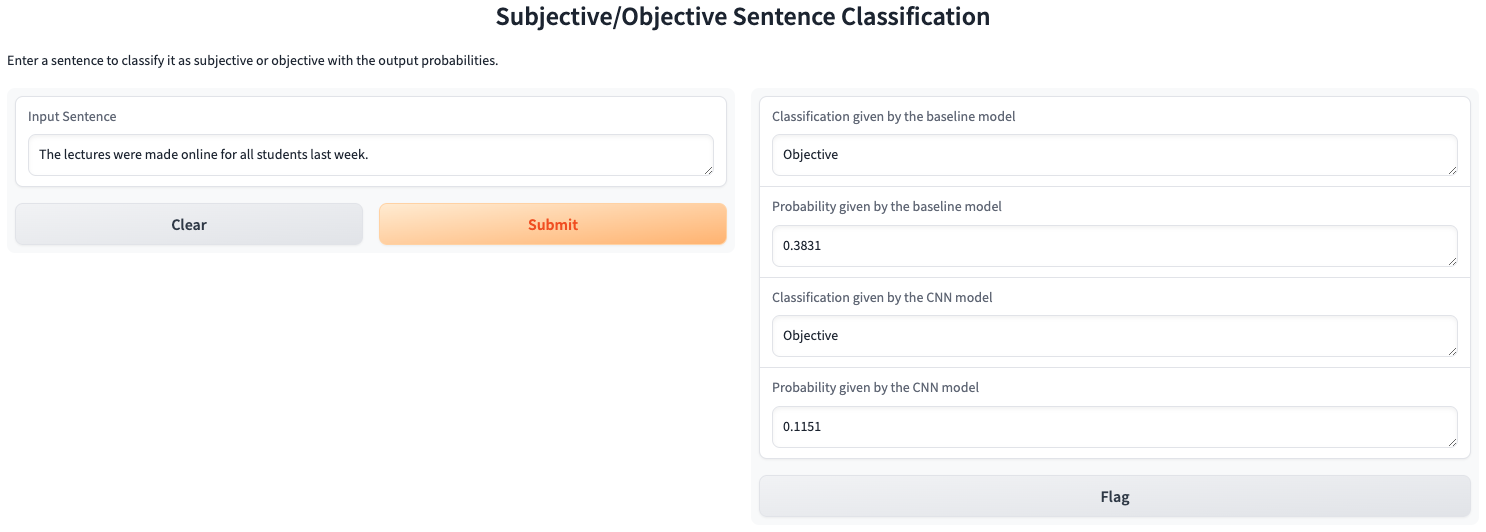 Subjective/Objective Sentence Classification
Enter a sentence to classify it as subjective or objective with the output probabilities.
Input Sentence
The lectures were made online for all students last week.
Clear
Submit
Classification given by the baseline model
Objective
Probability given by the baseline model
0.3831
Classification given by the CNN model
Objective
Probability given by the CNN model
0.1151
Flag